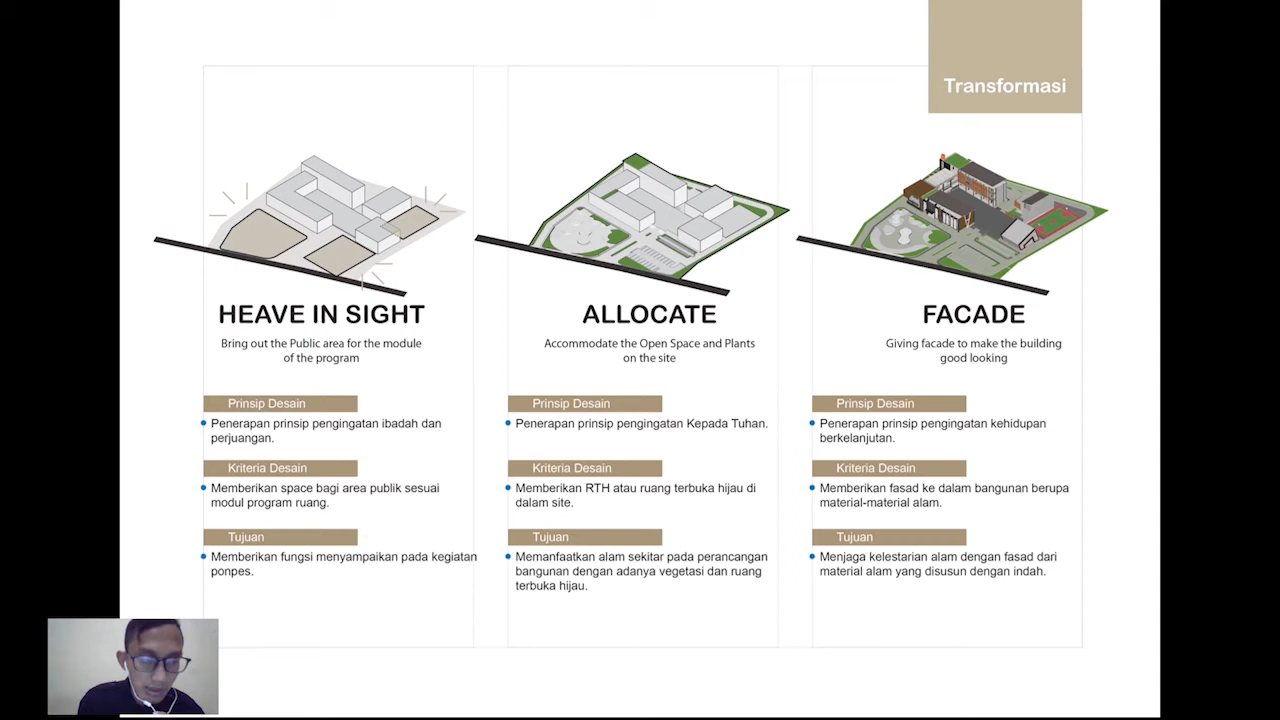 Transformasi
HEAVE IN SIGHT
Bring out the Public area for the module
of the program
Prinsip Desain
Penerapan prinsip pengingatan ibadah dan
perjuangan.
Kriteria Desain
Memberikan space bagi area publik sesuai
modul program ruang.
Tujuan
Memberikan fungsi menyampaikan pada kegiatan
ponpes.
ALLOCATE
Accommodate the Open Space and Plants
on the site
Prinsip Desain
Penerapan prinsip pengingatan Kepada Tuhan.
Kriteria Desain
Memberikan RTH atau ruang terbuka hijau di
dalam site.
Tujuan
Memanfaatkan alam sekitar pada perancangan
bangunan dengan adanya vegetasi dan ruang
terbuka hijau.
FACADE
Giving facade to make the building
good looking
Prinsip Desain
Penerapan prinsip pengingatan kehidupan
berkelanjutan.
Kriteria Desain
Memberikan fasad ke dalam bangunan berupa
material-material alam.
Tujuan
Menjaga kelestarian alam dengan fasad dari
material alam yang disusun dengan indah.